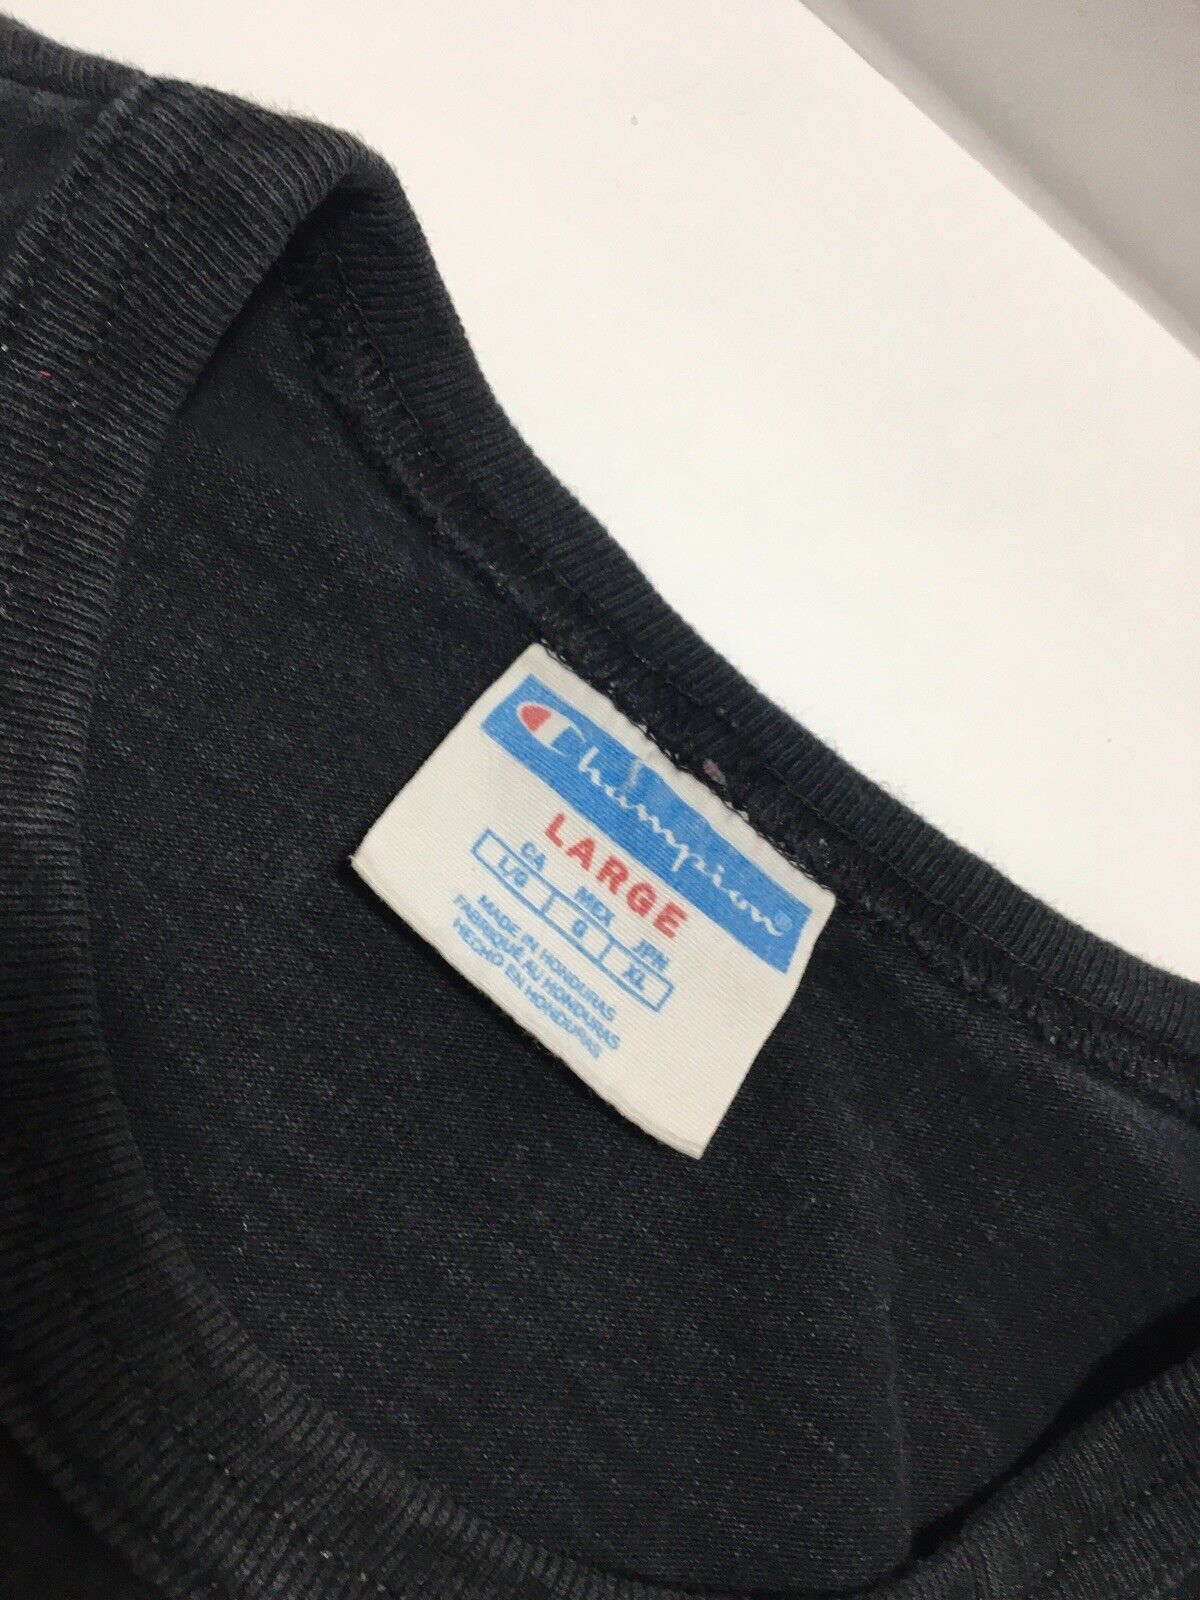 Champion®
LARGE
CA MEX JPN
L/G G XL
MADE IN HONDURAS
FABRIQUÉ AU HONDURAS
HECHO EN HONDURAS